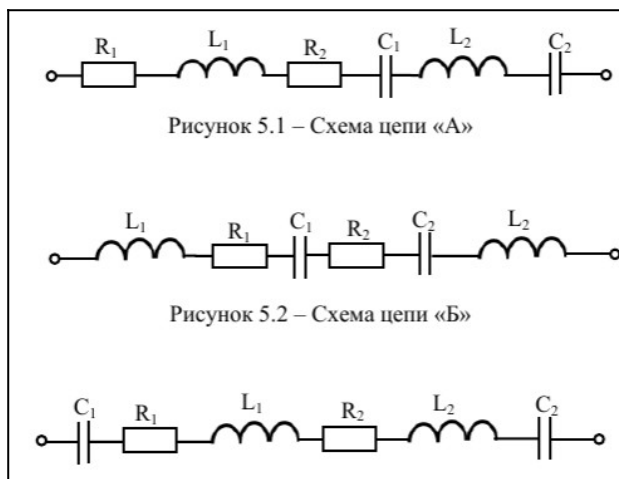 R₁ L₁ R₂ C₁ L₂ C₂
Рисунок 5.1 – Схема цепи «А»
L₁ R₁ C₁ R₂ C₂ L₂
Рисунок 5.2 – Схема цепи «Б»
C₁ R₁ L₁ R₂ L₂ C₂